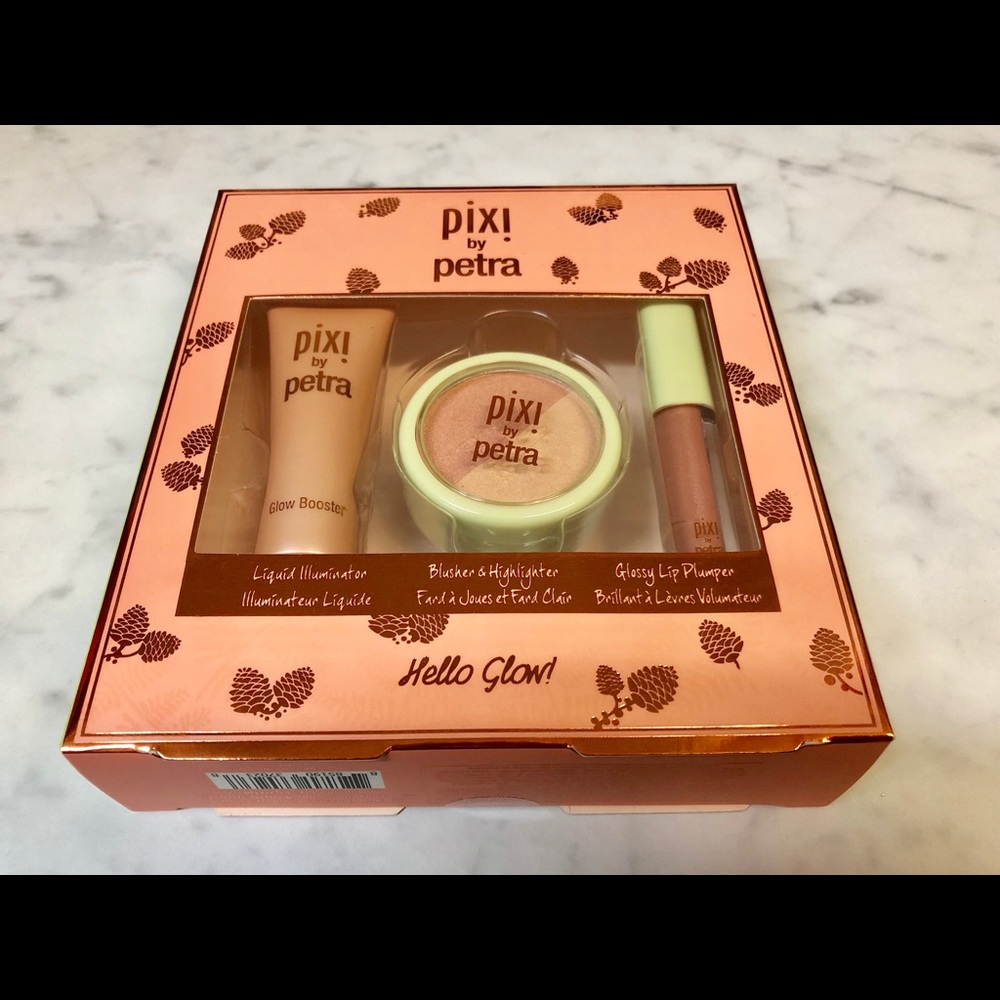 pixi
by
petra
pixi
by
petra
Glow Booster
pixi
by
petra
pixi
by
petra
Liquid Illuminator
Illuminateur Liquide
Blusher & Highlighter
Fard à Joues et Fard Clair
Glossy Lip Plumper
Brillant à Lèvres Volumateur
Hello Glow!